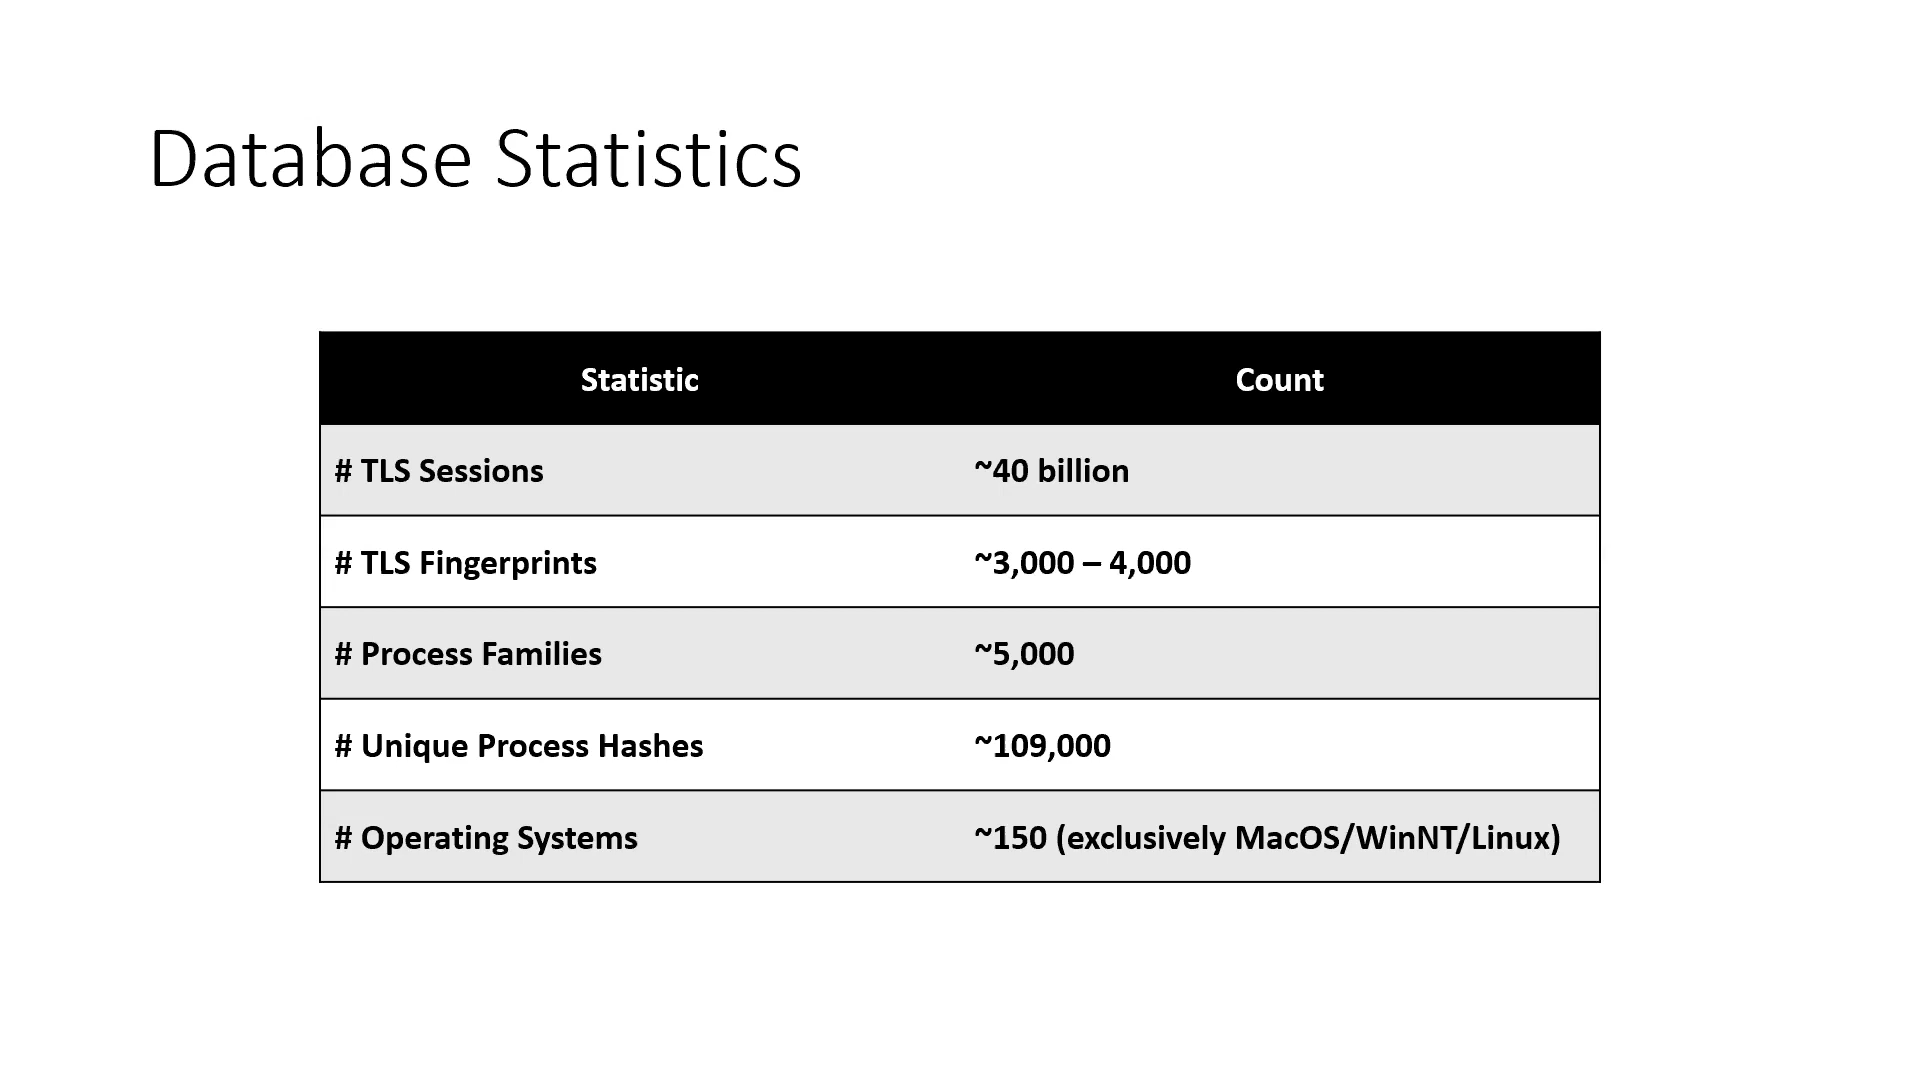 Database Statistics
Statistic Count
# TLS Sessions ~40 billion
# TLS Fingerprints ~3,000 – 4,000
# Process Families ~5,000
# Unique Process Hashes ~109,000
# Operating Systems ~150 (exclusively MacOS/WinNT/Linux)